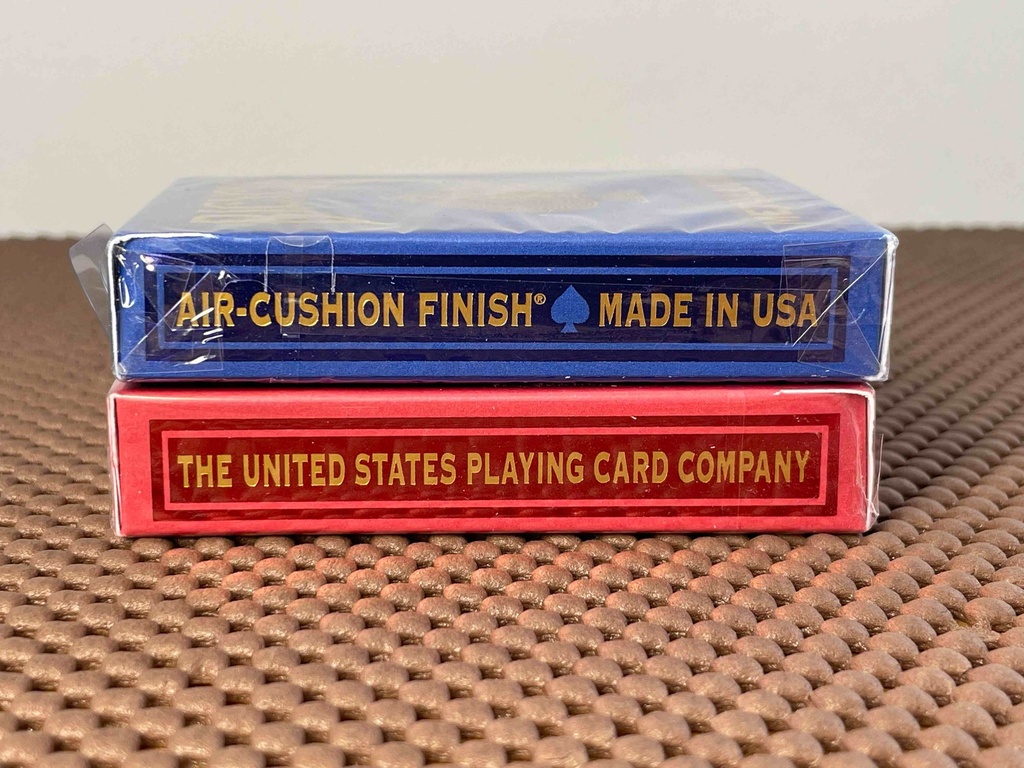 AIR-CUSHION FINISH® ♠ MADE IN USA
THE UNITED STATES PLAYING CARD COMPANY